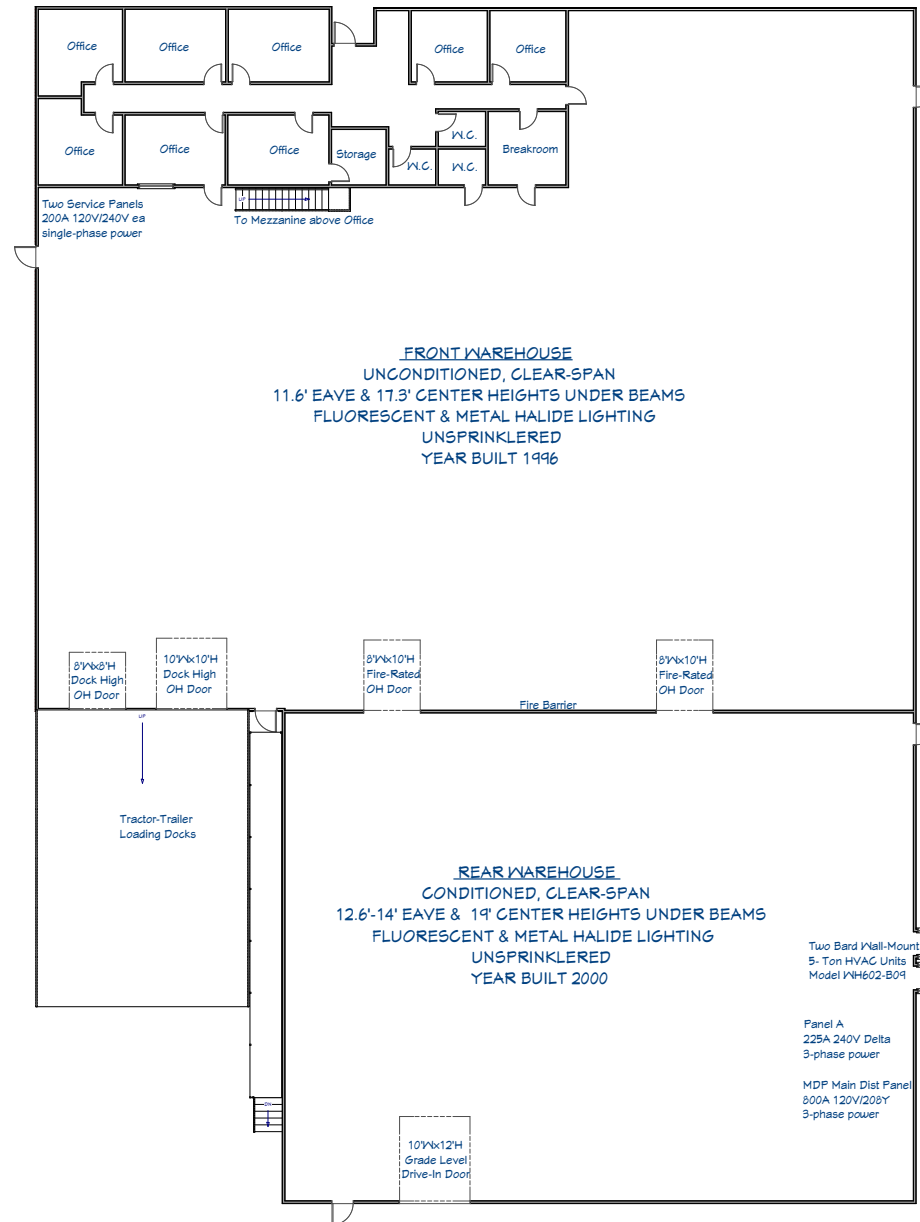 Office
Office
Office
Office
Office
Office
Office
Office
Storage
W.C.
W.C.
W.C.
Breakroom
UP
To Mezzanine above Office
Two Service Panels
200A 120V/240V ea
single-phase power
FRONT WAREHOUSE
UNCONDITIONED, CLEAR-SPAN
11.6' EAVE & 17.3' CENTER HEIGHTS UNDER BEAMS
FLUORESCENT & METAL HALIDE LIGHTING
UNSPRINKLERED
YEAR BUILT 1996
8'Wx8'H
Dock High
OH Door
10'Wx10'H
Dock High
OH Door
8'Wx10'H
Fire-Rated
OH Door
8'Wx10'H
Fire-Rated
OH Door
Fire Barrier
UP
Tractor-Trailer
Loading Docks
REAR WAREHOUSE
CONDITIONED, CLEAR-SPAN
12.6'-14' EAVE & 19' CENTER HEIGHTS UNDER BEAMS
FLUORESCENT & METAL HALIDE LIGHTING
UNSPRINKLERED
YEAR BUILT 2000
Two Bard Wall-Mount
5- Ton HVAC Units
Model WH602-B09
Panel A
225A 240V Delta
3-phase power
MDP Main Dist Panel
800A 120V/208Y
3-phase power
DN
10'Wx12'H
Grade Level
Drive-In Door